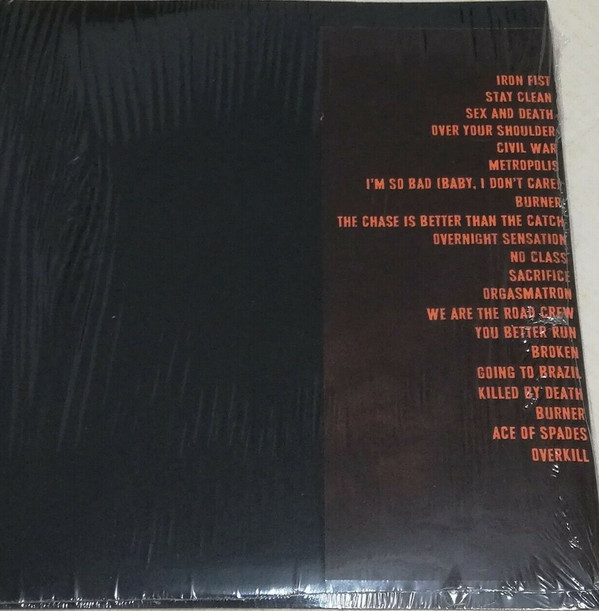 IRON FIST
STAY CLEAN
SEX AND DEATH
OVER YOUR SHOULDER
CIVIL WAR
METROPOLIS
I'M SO BAD (BABY, I DON'T CARE)
BURNER
THE CHASE IS BETTER THAN THE CATCH
OVERNIGHT SENSATION
NO CLASS
SACRIFICE
ORGASMATRON
WE ARE THE ROAD CREW
YOU BETTER RUN
BROKEN
GOING TO BRAZIL
KILLED BY DEATH
BURNER
ACE OF SPADES
OVERKILL